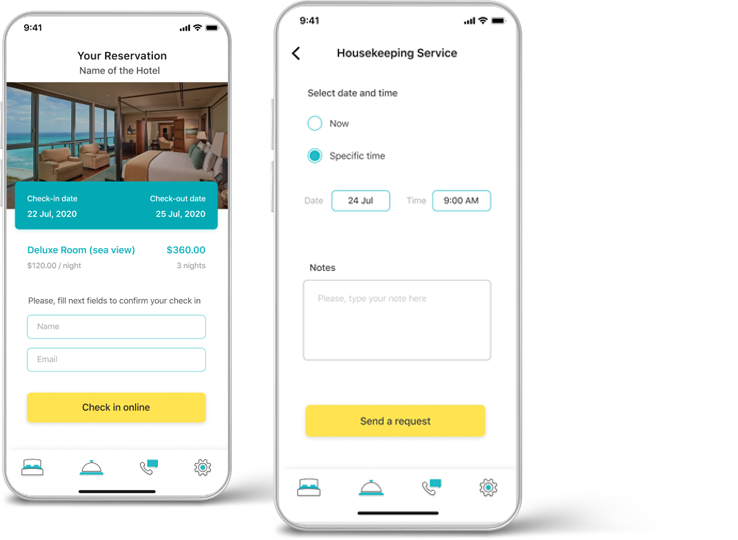 9:41
Your Reservation
Name of the Hotel
Check-in date Check-out date
22 Jul, 2020 25 Jul, 2020
Deluxe Room (sea view) $360.00
$120.00 / night 3 nights
Please, fill next fields to confirm your check in
Name
Email
Check in online
9:41
Housekeeping Service
Select date and time
Now
Specific time
Date 24 Jul Time 9:00 AM
Notes
Please, type your note here
Send a request